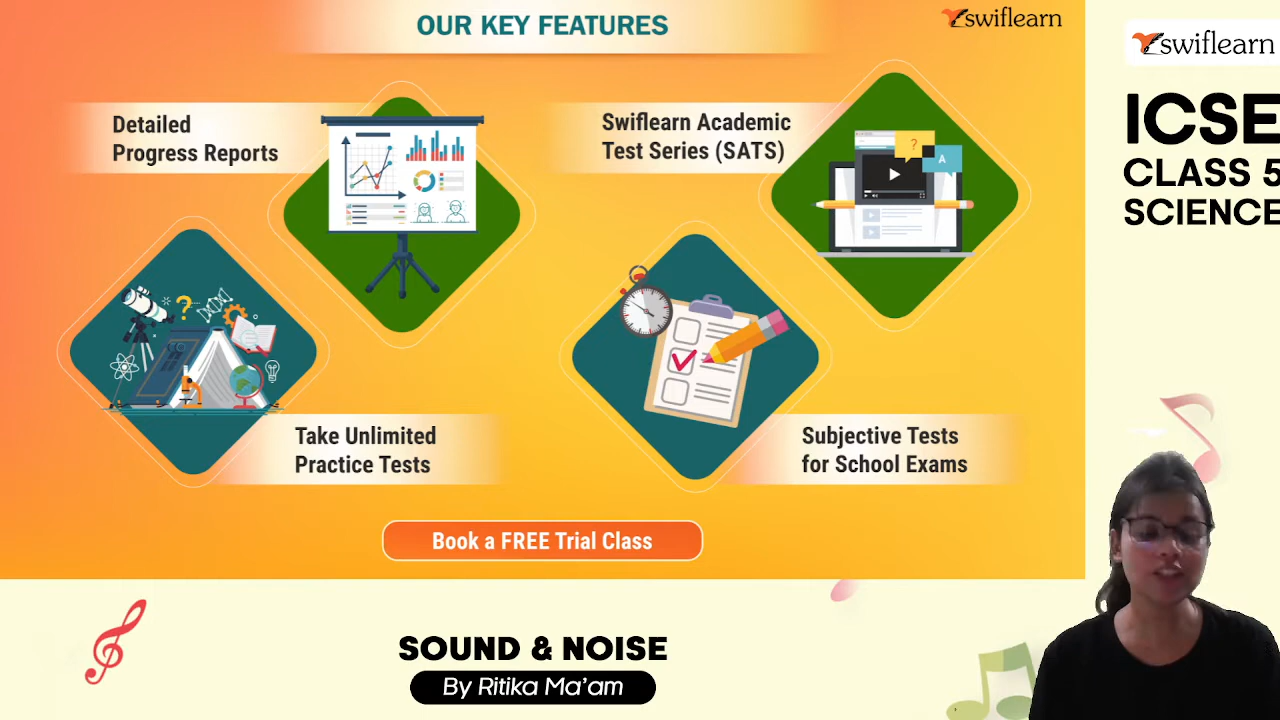 OUR KEY FEATURES
swiflearn
swiflearn
ICSE
CLASS 5
SCIENCE
Detailed
Progress Reports
Swiflearn Academic
Test Series (SATS)
?
A
?
Take Unlimited
Practice Tests
Subjective Tests
for School Exams
Book a FREE Trial Class
SOUND & NOISE
By Ritika Ma'am